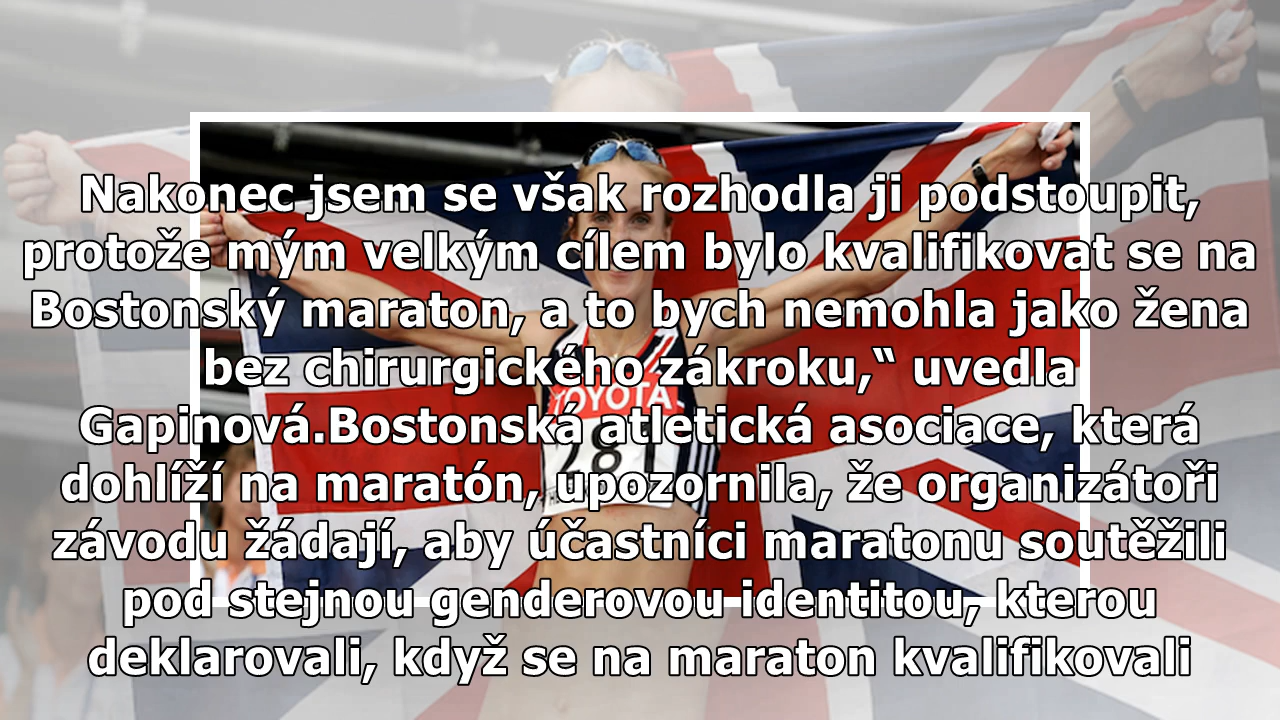 Nakonec jsem se však rozhodla ji podstoupit,
protože mým velkým cílem bylo kvalifikovat se na
Bostonský maraton, a to bych nemohla jako žena
bez chirurgického zákroku,“ uvedla
Gapinová.Bostonská atletická asociace, která
dohlíží na maratón, upozornila, že organizátoři
závodu žádají, aby účastníci maratonu soutěžili
pod stejnou genderovou identitou, kterou
deklarovali, když se na maraton kvalifikovali
TOYOTA